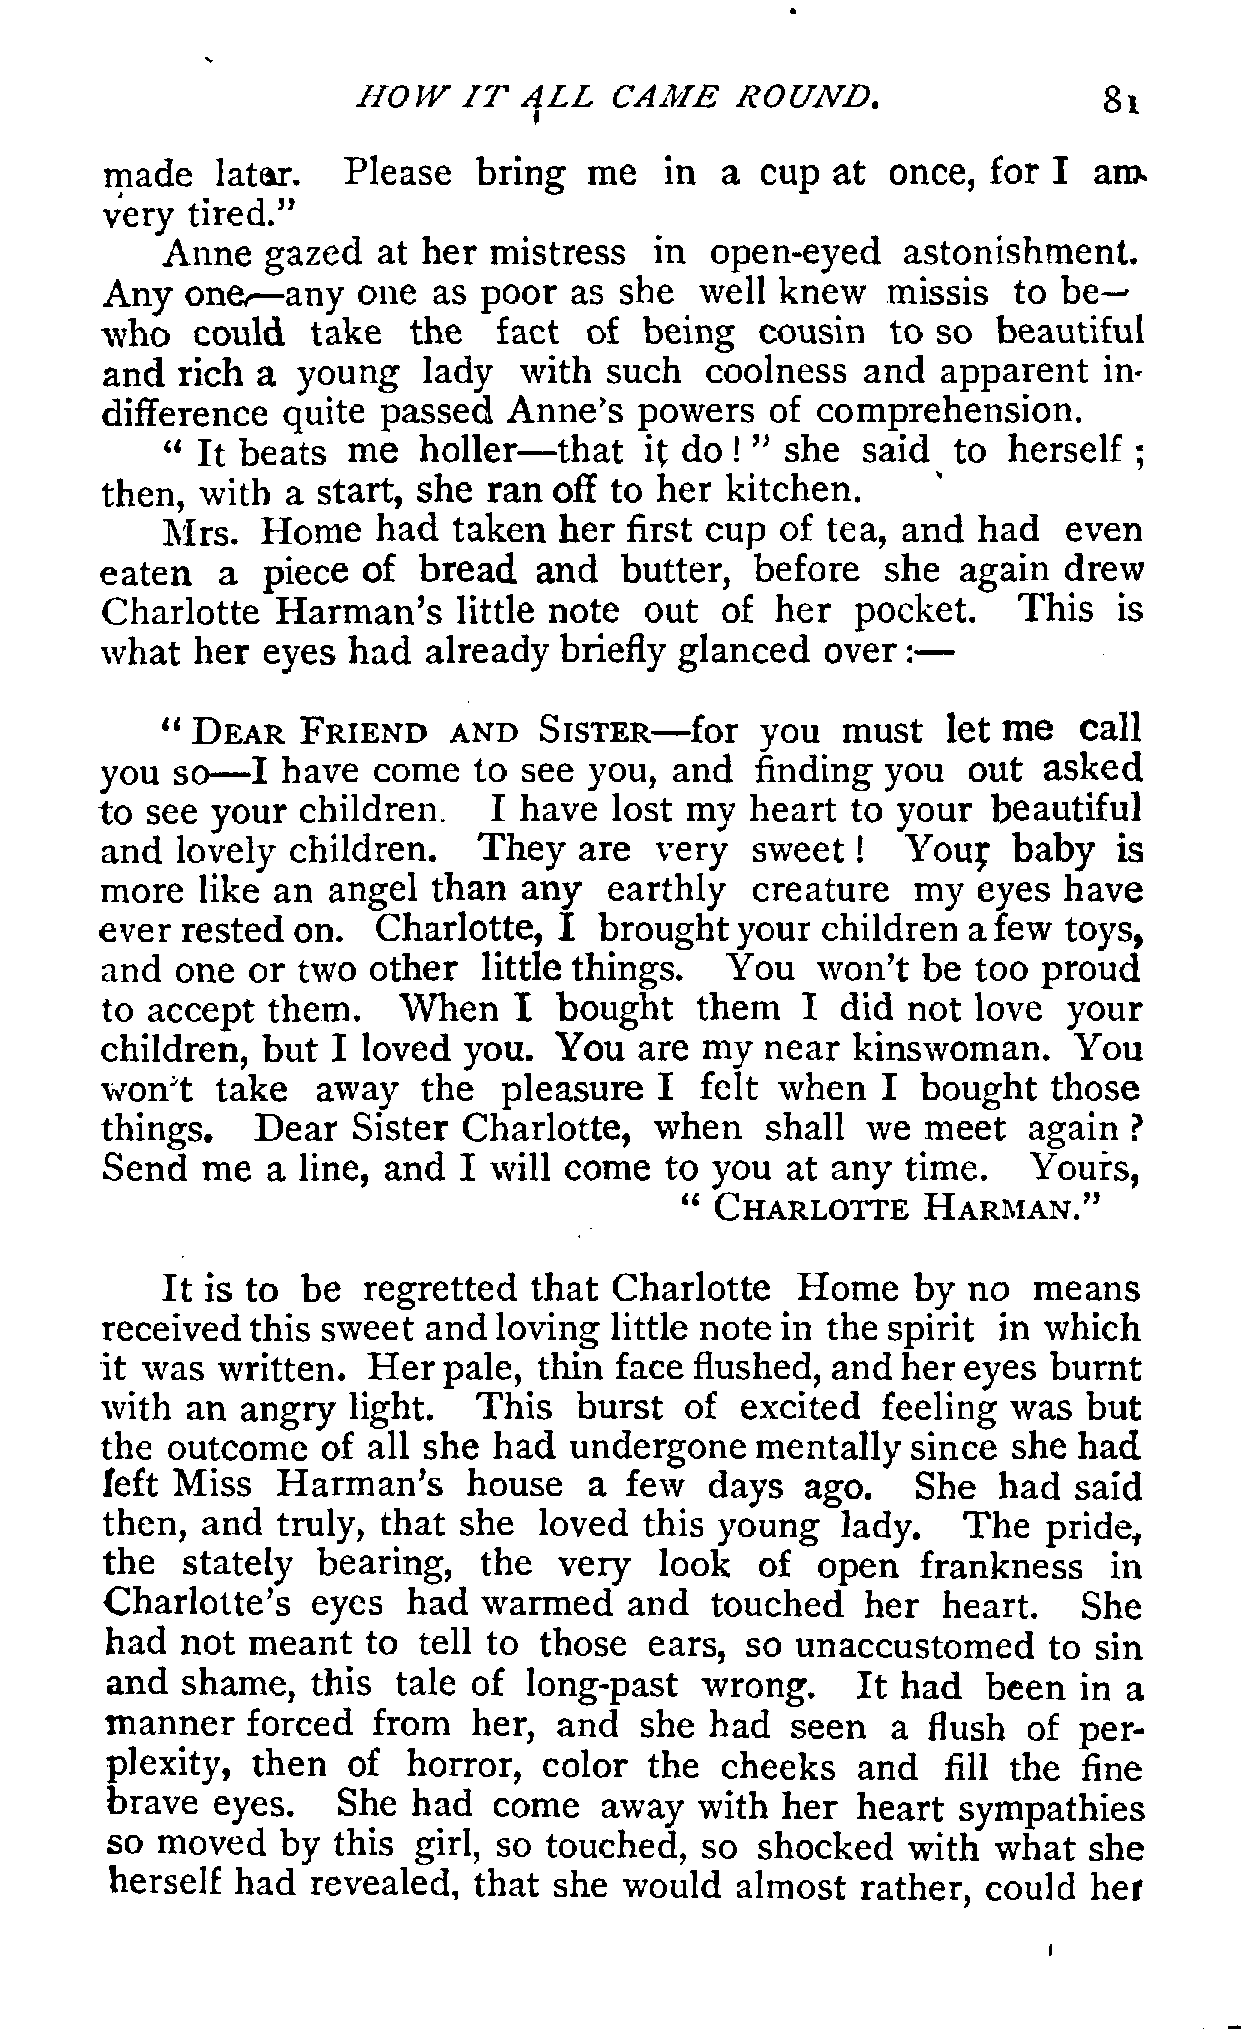 HOW IT ALL CAME ROUND. 81
made later. Please bring me in a cup at once, for I am
very tired."
Anne gazed at her mistress in open-eyed astonishment.
Any one,—any one as poor as she well knew missis to be—
who could take the fact of being cousin to so beautiful
and rich a young lady with such coolness and apparent in-
difference quite passed Anne's powers of comprehension.
" It beats me holler—that it do ! " she said to herself ;
then, with a start, she ran off to her kitchen.
Mrs. Home had taken her first cup of tea, and had even
eaten a piece of bread and butter, before she again drew
Charlotte Harman's little note out of her pocket. This is
what her eyes had already briefly glanced over :—
" DEAR FRIEND AND SISTER—for you must let me call
you so—I have come to see you, and finding you out asked
to see your children. I have lost my heart to your beautiful
and lovely children. They are very sweet ! Your baby is
more like an angel than any earthly creature my eyes have
ever rested on. Charlotte, I brought your children a few toys,
and one or two other little things. You won't be too proud
to accept them. When I bought them I did not love your
children, but I loved you. You are my near kinswoman. You
won't take away the pleasure I felt when I bought those
things. Dear Sister Charlotte, when shall we meet again ?
Send me a line, and I will come to you at any time. Yours,
" CHARLOTTE HARMAN."
It is to be regretted that Charlotte Home by no means
received this sweet and loving little note in the spirit in which
it was written. Her pale, thin face flushed, and her eyes burnt
with an angry light. This burst of excited feeling was but
the outcome of all she had undergone mentally since she had
left Miss Harman's house a few days ago. She had said
then, and truly, that she loved this young lady. The pride,
the stately bearing, the very look of open frankness in
Charlotte's eyes had warmed and touched her heart. She
had not meant to tell to those ears, so unaccustomed to sin
and shame, this tale of long-past wrong. It had been in a
manner forced from her, and she had seen a flush of per-
plexity, then of horror, color the cheeks and fill the fine
brave eyes. She had come away with her heart sympathies
so moved by this girl, so touched, so shocked with what she
herself had revealed, that she would almost rather, could her